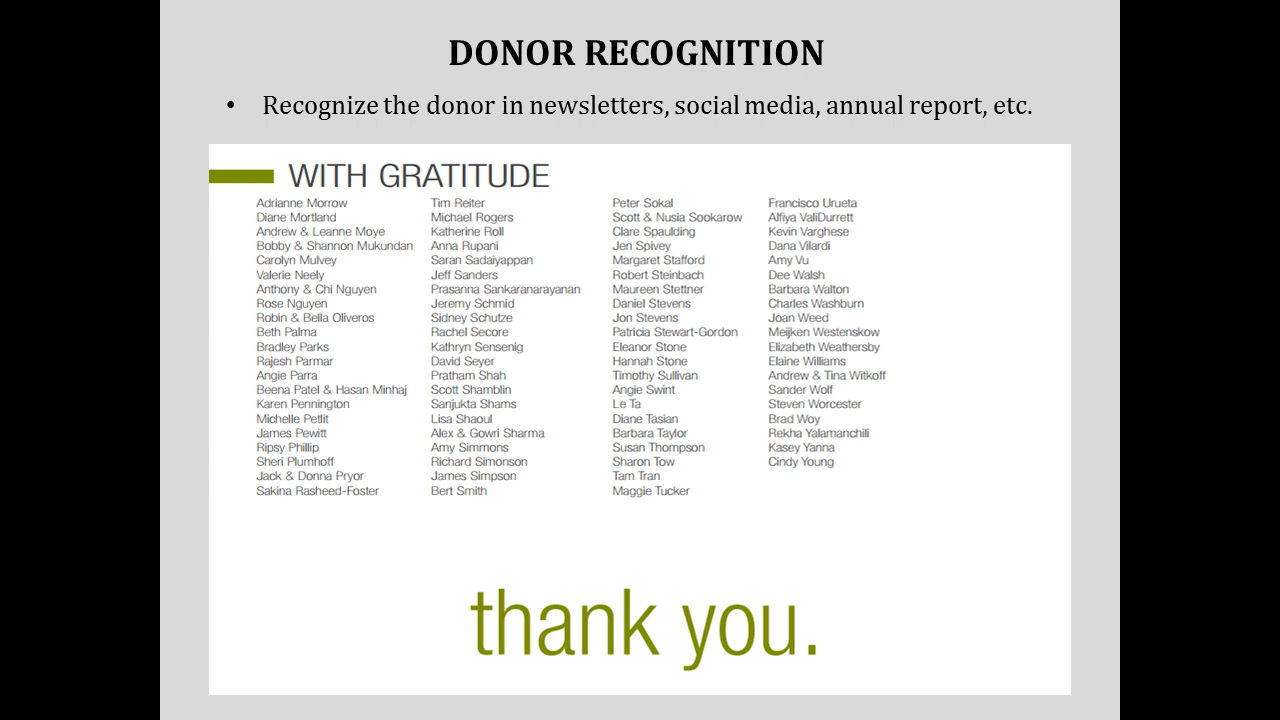 DONOR RECOGNITION
• Recognize the donor in newsletters, social media, annual report, etc.
WITH GRATITUDE
Adrianne Morrow
Diane Mortland
Andrew & Leanne Moye
Bobby & Shannon Mukundan
Carolyn Mulvey
Valerie Neely
Anthony & Chi Nguyen
Rose Nguyen
Robin & Bella Oliveros
Beth Palma
Bradley Parks
Rajesh Parmar
Angie Parra
Beena Patel & Hasan Minhaj
Karen Pennington
Michelle Petlit
James Pewitt
Ripsy Phillip
Sheri Plumhoff
Jack & Donna Pryor
Sakina Rasheed-Foster
Tim Reiter
Michael Rogers
Katherine Roll
Anna Rupani
Saran Sadaiyappan
Jeff Sanders
Prasanna Sankaranarayanan
Jeremy Schmid
Sidney Schutze
Rachel Secore
Kathryn Sensenig
David Seyer
Pratham Shah
Scott Shamblin
Sanjukta Shams
Lisa Shaoul
Alex & Gowri Sharma
Amy Simmons
Richard Simonson
James Simpson
Bert Smith
Peter Sokal
Scott & Nusia Sookarow
Clare Spaulding
Jen Spivey
Margaret Stafford
Robert Steinbach
Maureen Stettner
Daniel Stevens
Jon Stevens
Patricia Stewart-Gordon
Eleanor Stone
Hannah Stone
Timothy Sullivan
Angie Swint
Le Ta
Diane Tasian
Barbara Taylor
Susan Thompson
Sharon Tow
Tam Tran
Maggie Tucker
Francisco Urueta
Alfiya ValiDurrett
Kevin Varghese
Dana Vilardi
Amy Vu
Dee Walsh
Barbara Walton
Charles Washburn
Joan Weed
Meijken Westenskow
Elizabeth Weathersby
Elaine Williams
Andrew & Tina Witkoff
Sander Wolf
Steven Worcester
Brad Woy
Rekha Yalamanchili
Kasey Yanna
Cindy Young
thank you.